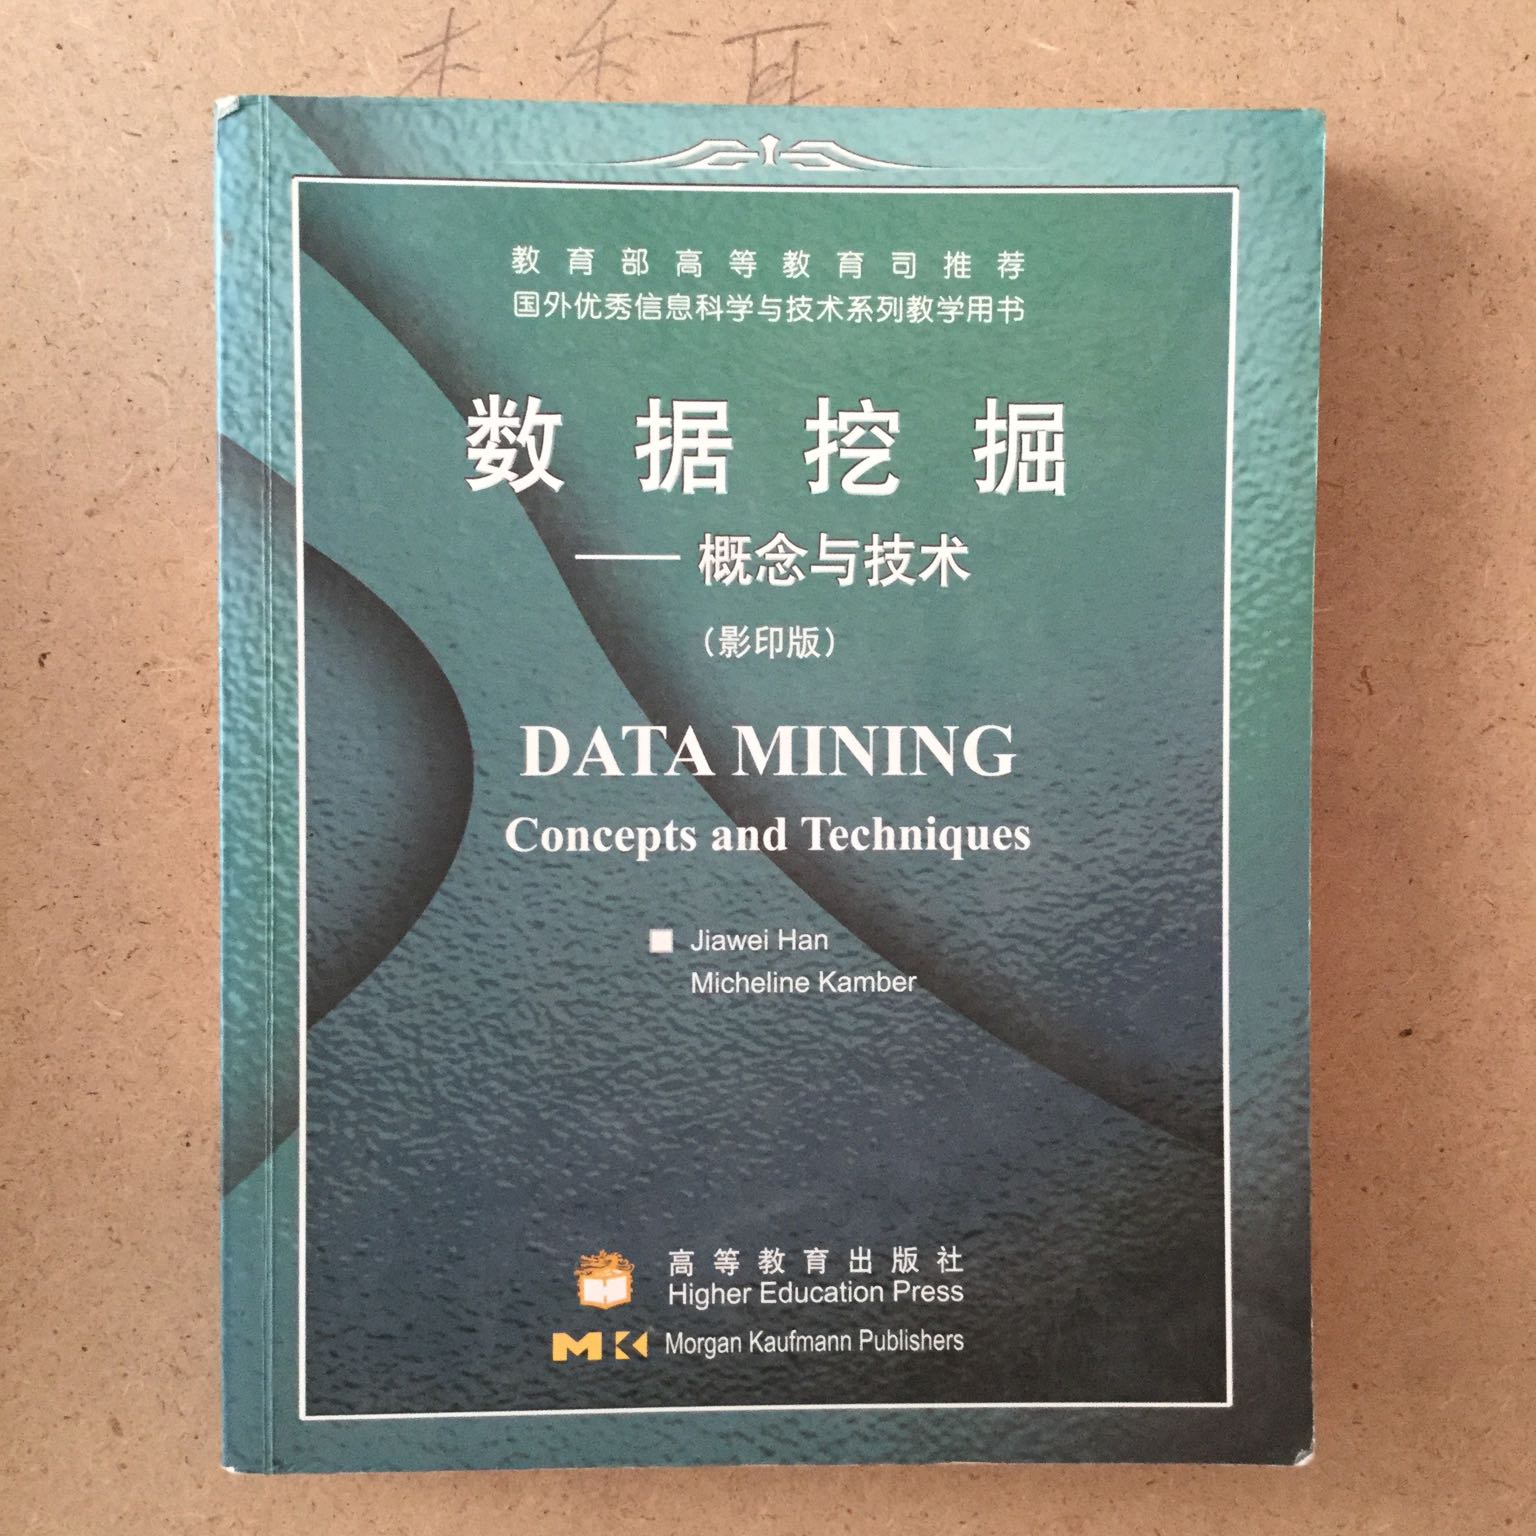 教育部高等教育司推荐
国外优秀信息科学与技术系列教学用书
数据挖掘
——概念与技术
（影印版）
DATA MINING
Concepts and Techniques
Jiawei Han
Micheline Kamber
高等教育出版社
Higher Education Press
MK Morgan Kaufmann Publishers